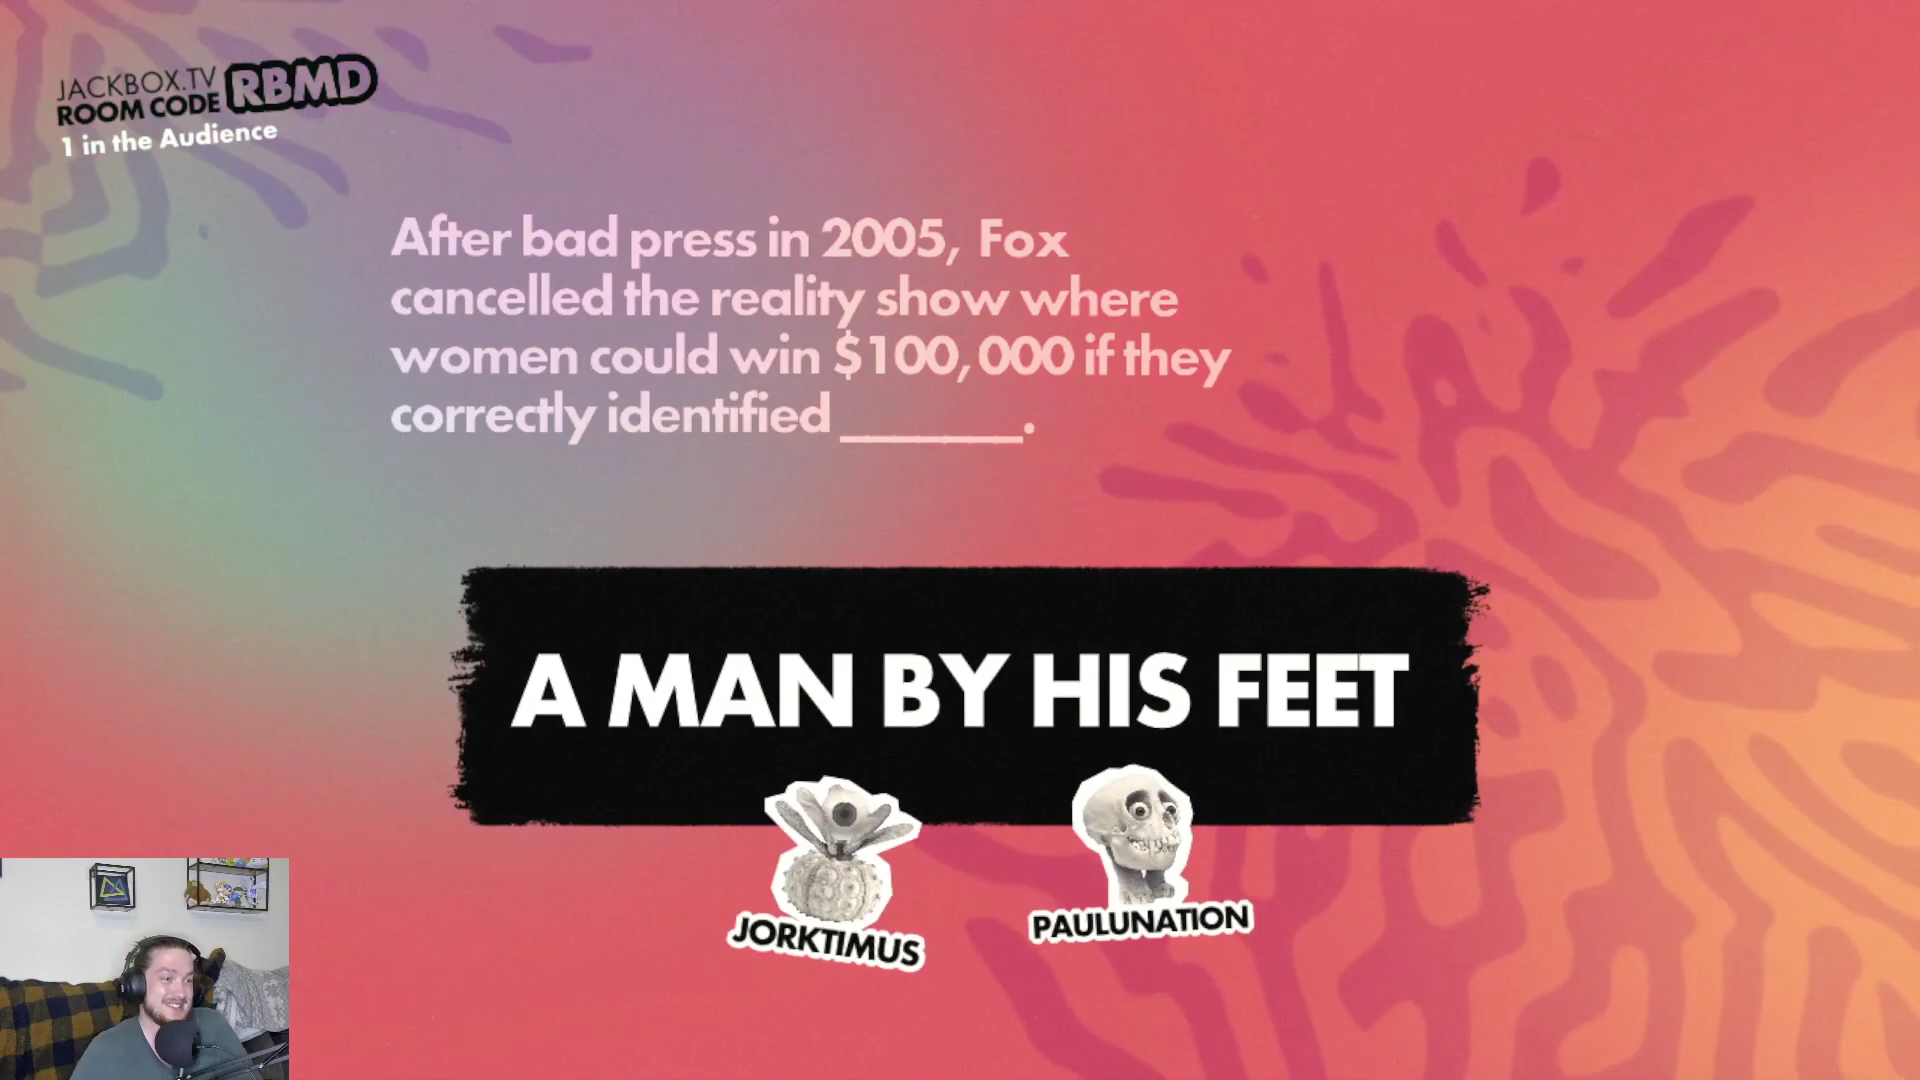 JACKBOX.TV
ROOM CODE RBMD
1 in the Audience
After bad press in 2005, Fox
cancelled the reality show where
women could win $100,000 if they
correctly identified ______.
A MAN BY HIS FEET
JORKTIMUS
PAULUNATION